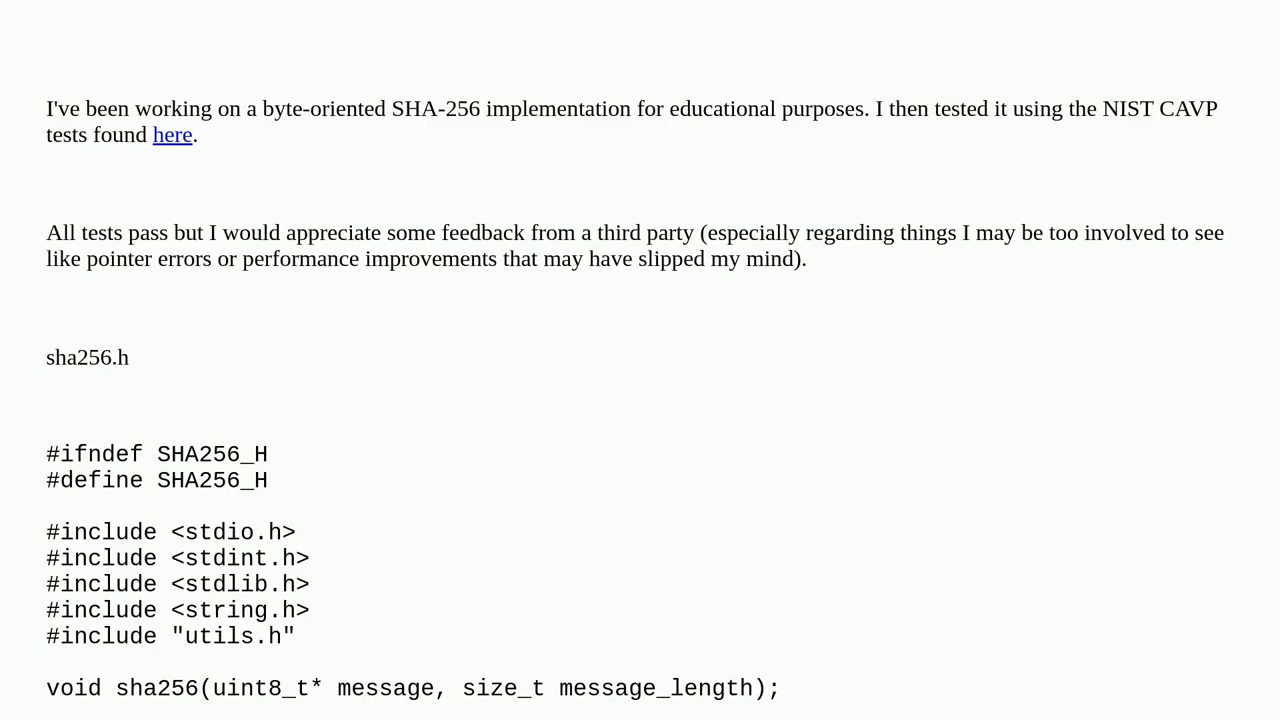 I've been working on a byte-oriented SHA-256 implementation for educational purposes. I then tested it using the NIST CAVP
tests found here.
All tests pass but I would appreciate some feedback from a third party (especially regarding things I may be too involved to see
like pointer errors or performance improvements that may have slipped my mind).
sha256.h
#ifndef SHA256_H
#define SHA256_H
#include <stdio.h>
#include <stdint.h>
#include <stdlib.h>
#include <string.h>
#include "utils.h"
void sha256(uint8_t* message, size_t message_length);